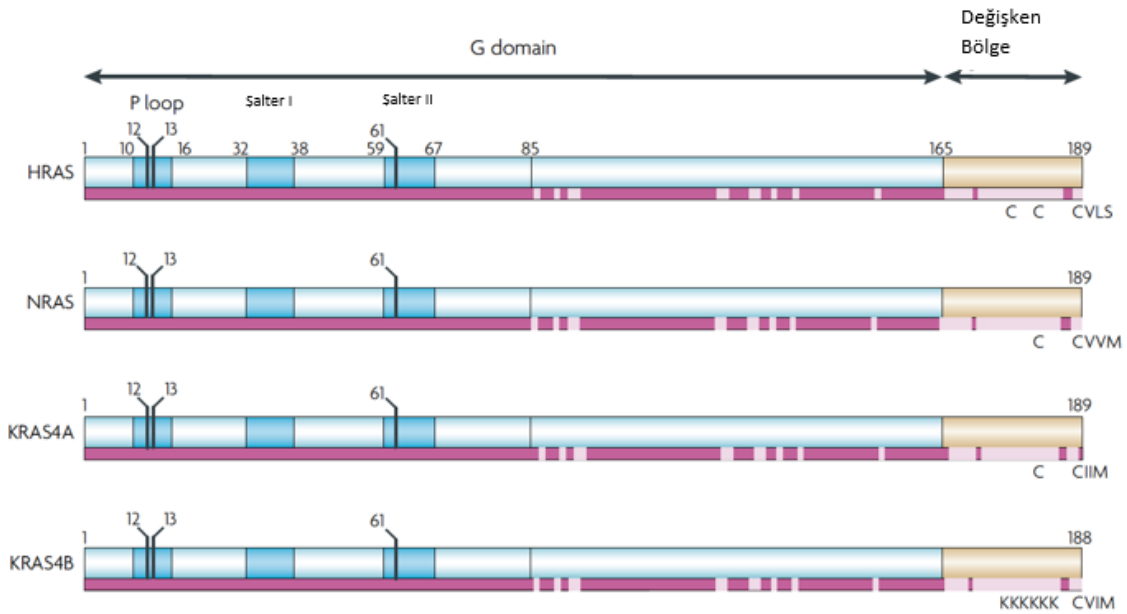 Değişken
Bölge
G domain
P loop Şalter I Şalter II
12 13 61
1 10 16 32 38 59 67 85 165 189
HRAS
C C CVLS
12 13 61
1 189
NRAS
C CVVM
12 13 61
1 189
KRAS4A
C CIIM
12 13 61
1 188
KRAS4B
KKKKKK CVIM